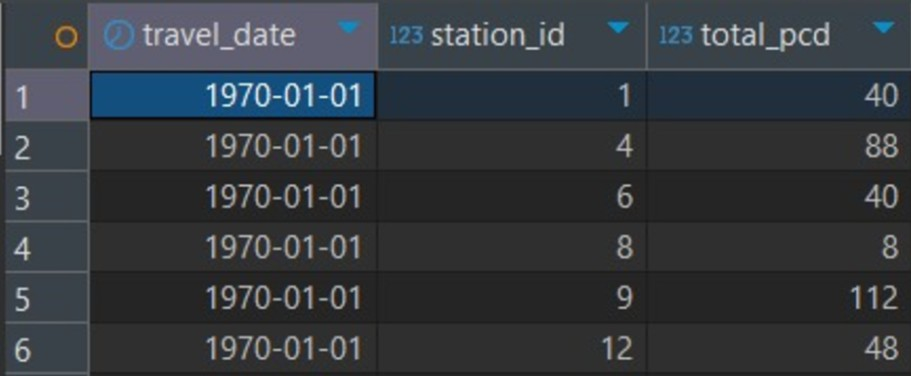 travel_date 123 station_id 123 total_pcd
1 1970-01-01 1 40
2 1970-01-01 4 88
3 1970-01-01 6 40
4 1970-01-01 8 8
5 1970-01-01 9 112
6 1970-01-01 12 48